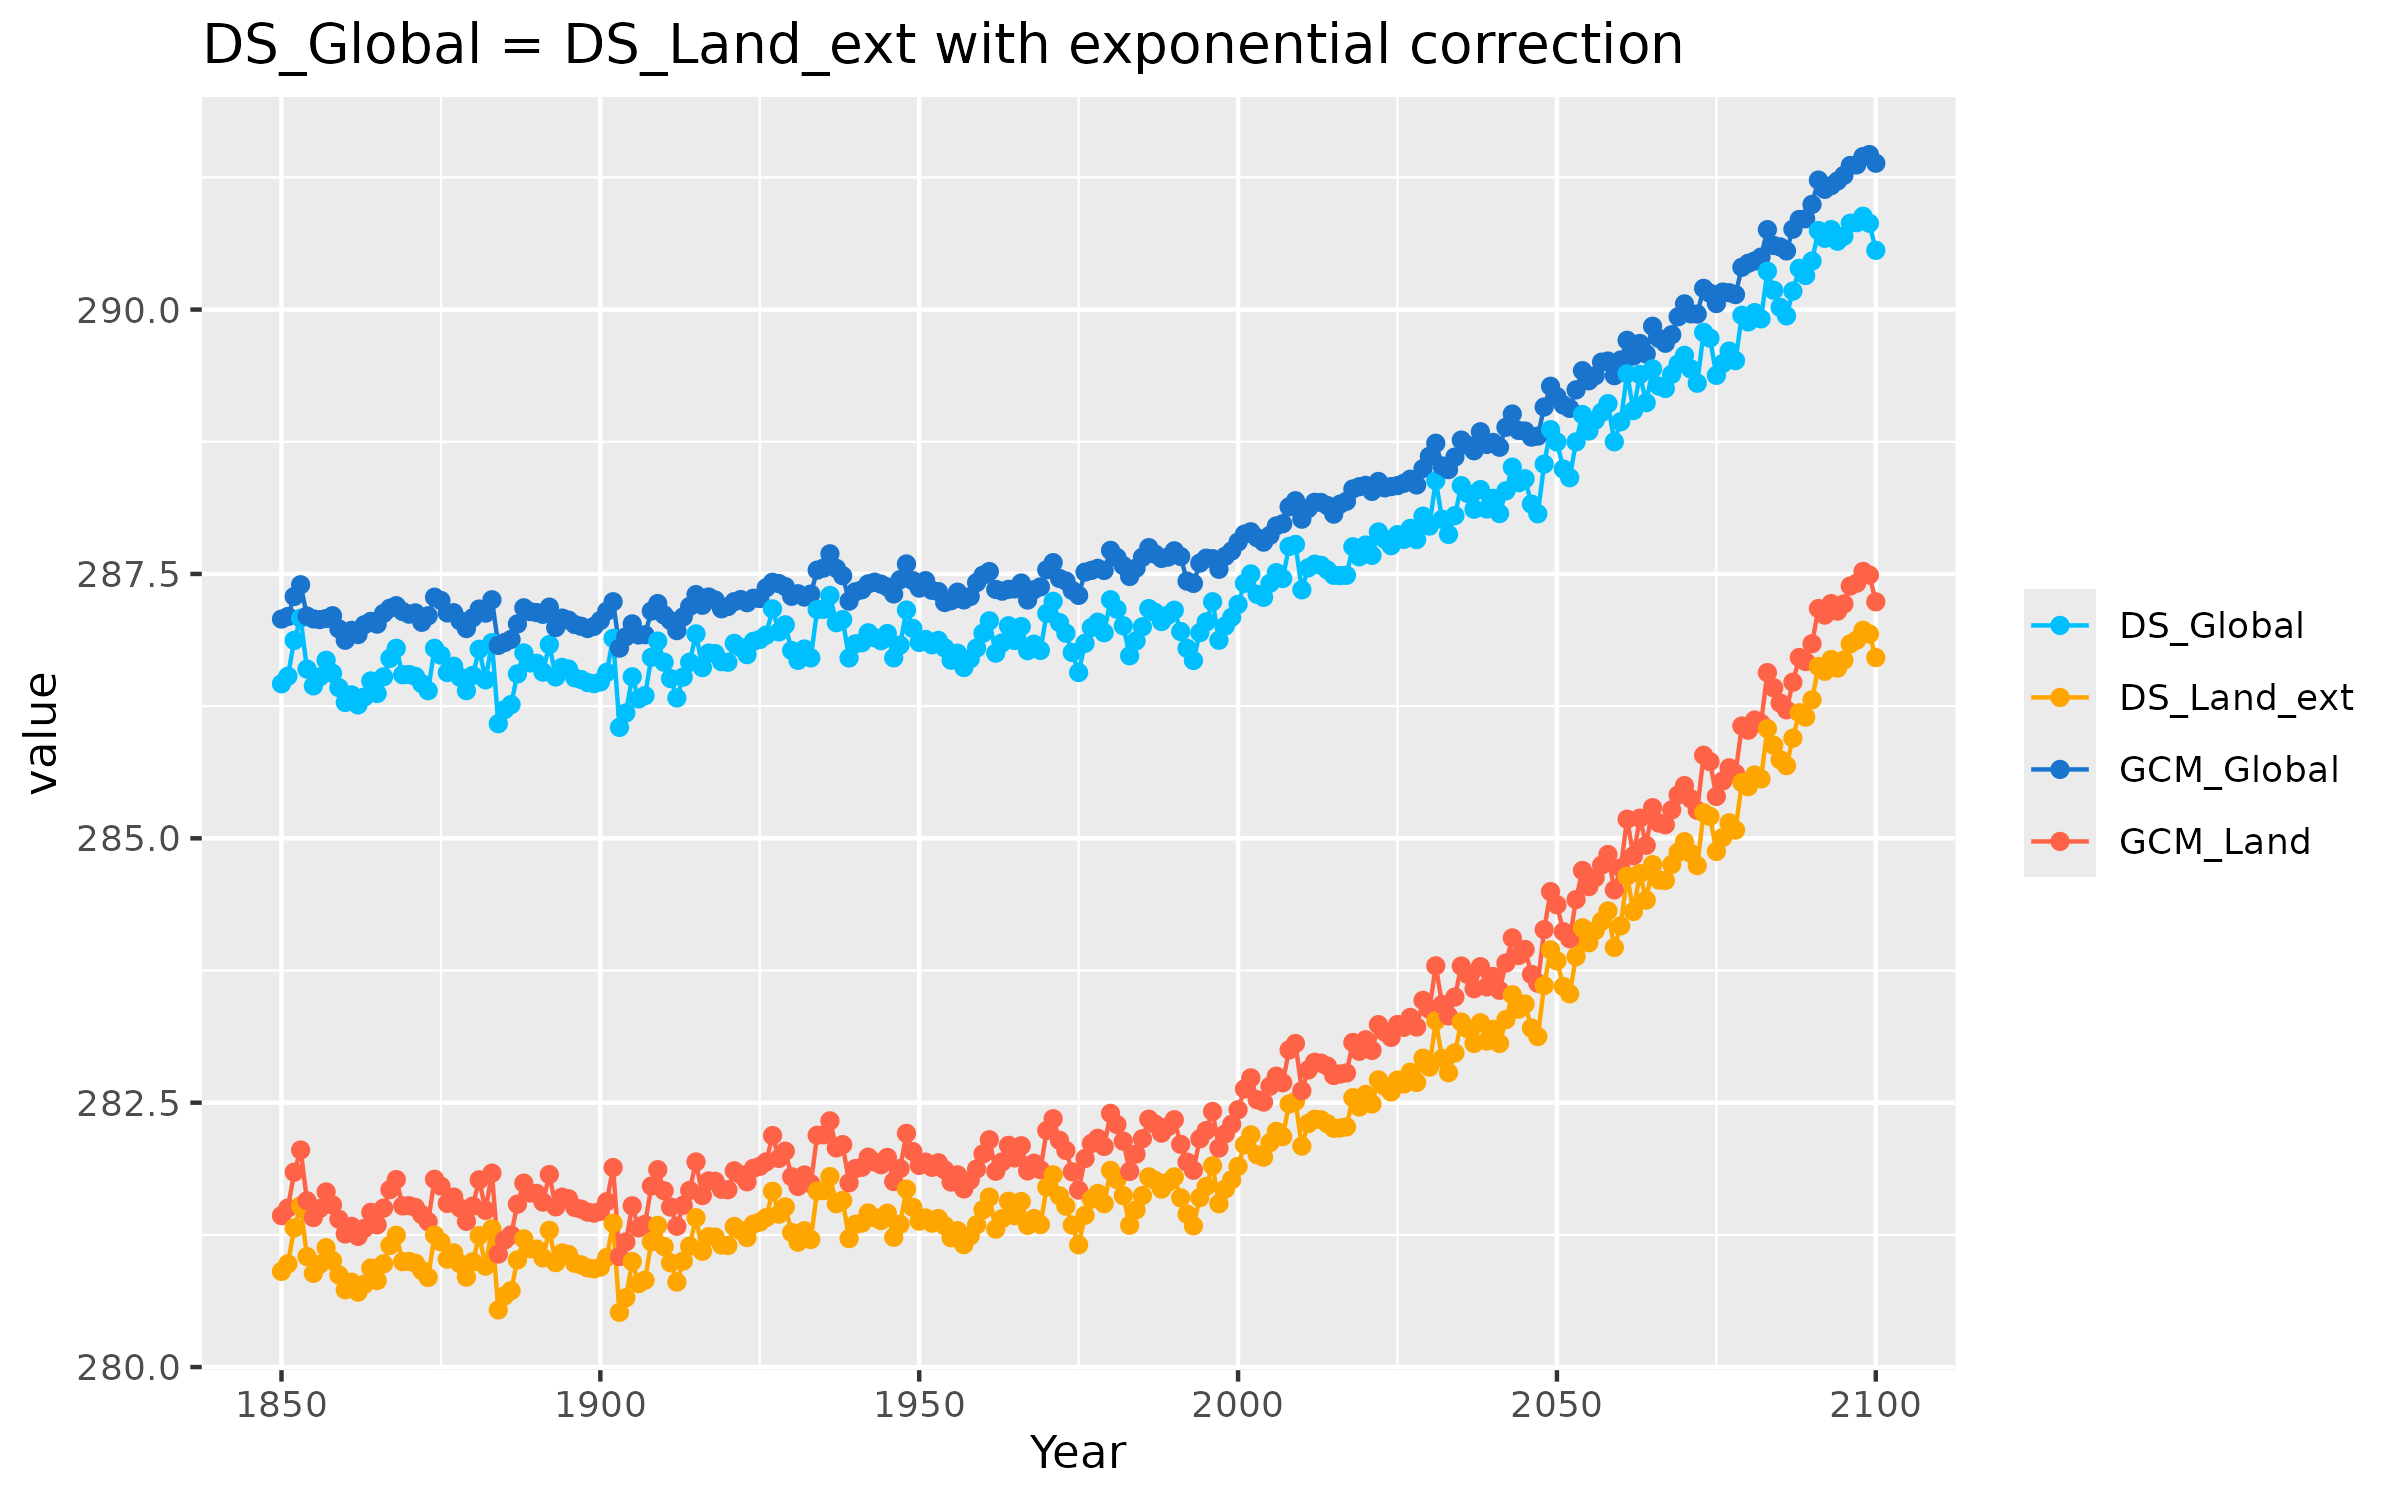 DS_Global = DS_Land_ext with exponential correction
290.0
287.5
285.0
282.5
280.0
value
1850 1900 1950 2000 2050 2100
Year
DS_Global
DS_Land_ext
GCM_Global
GCM_Land